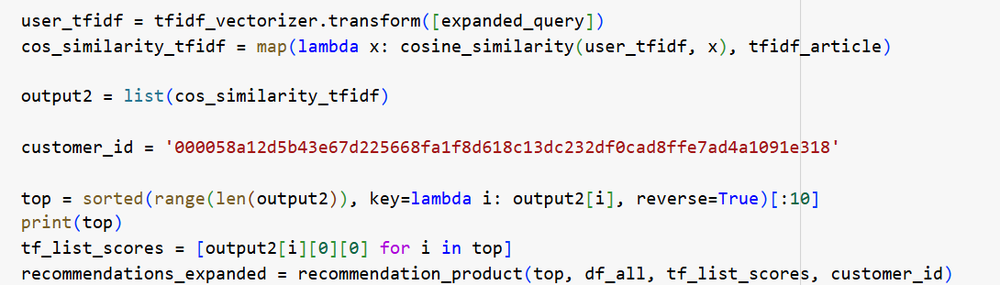 user_tfidf = tfidf_vectorizer.transform([expanded_query])
cos_similarity_tfidf = map(lambda x: cosine_similarity(user_tfidf, x), tfidf_article)
output2 = list(cos_similarity_tfidf)
customer_id = '000058a12d5b43e67d225668fa1f8d618c13dc232df0cad8ffe7ad4a1091e318'
top = sorted(range(len(output2)), key=lambda i: output2[i], reverse=True)[:10]
print(top)
tf_list_scores = [output2[i][0][0] for i in top]
recommendations_expanded = recommendation_product(top, df_all, tf_list_scores, customer_id)